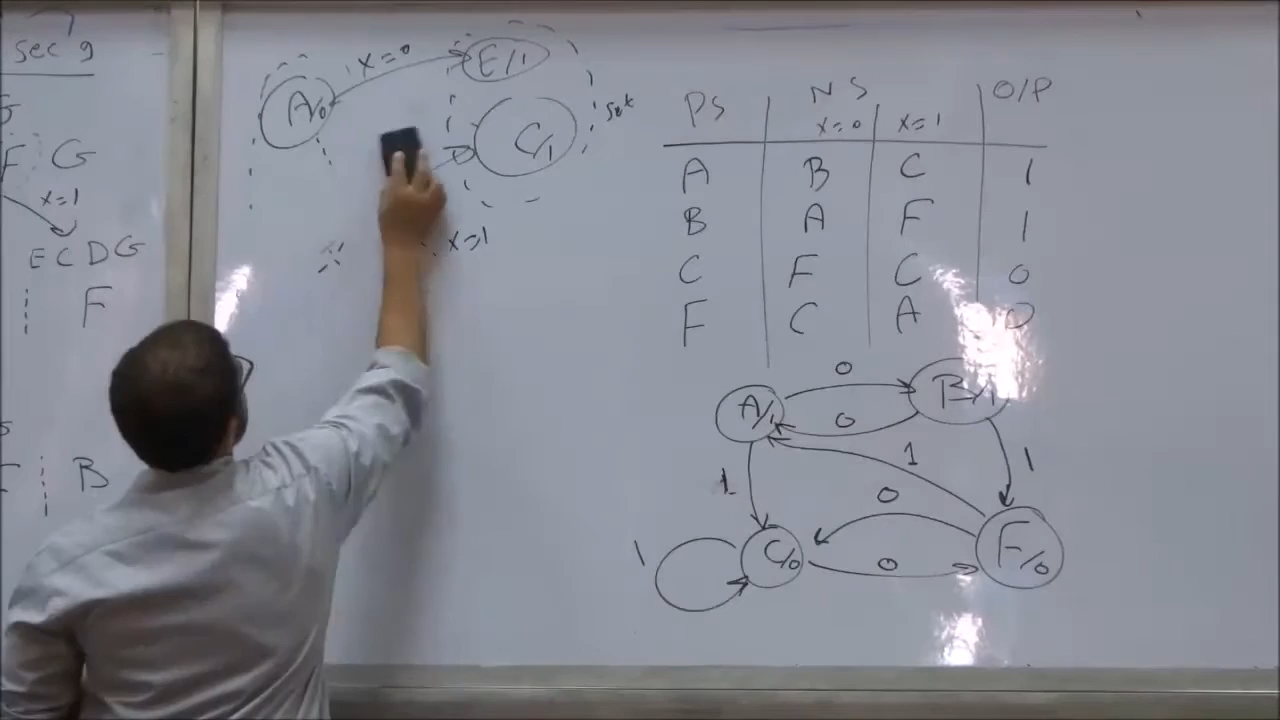 sec 9
F G
x=1
E C D G
F
B
A/0 x=0 E/1
C/1 set
x=1
PS NS O/P
x=0 x=1
A B C 1
B A F 1
C F C 0
F C A 0
A/1 0 B/1
0
1 1 1
0
1 C/0 0 F/0